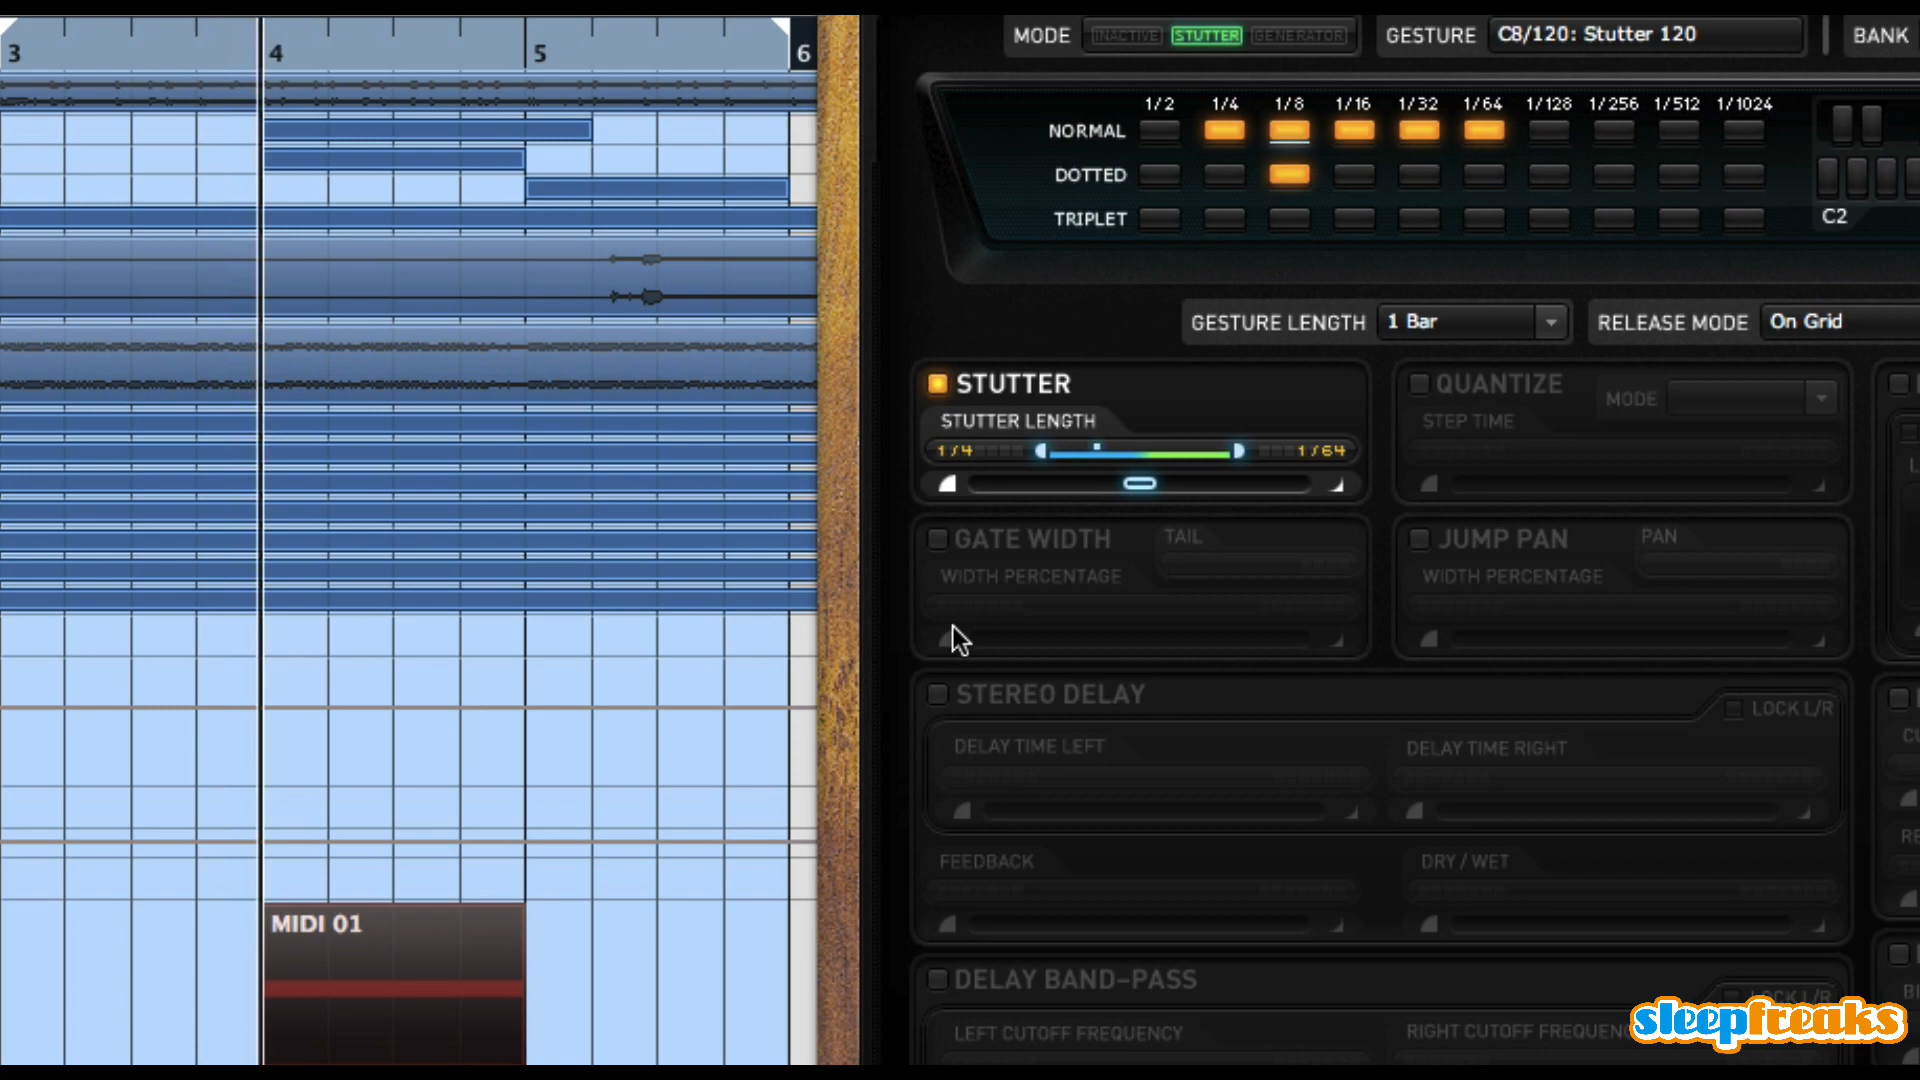 3 4 5 6
MIDI 01
MODE INACTIVE STUTTER GENERATOR GESTURE C8/120: Stutter 120 BANK
1/2 1/4 1/8 1/16 1/32 1/64 1/128 1/256 1/512 1/1024
NORMAL
DOTTED
TRIPLET
C2
GESTURE LENGTH 1 Bar RELEASE MODE On Grid
STUTTER
STUTTER LENGTH
1/4 1/64
QUANTIZE MODE
STEP TIME
GATE WIDTH TAIL
WIDTH PERCENTAGE
JUMP PAN PAN
WIDTH PERCENTAGE
STEREO DELAY LOCK L/R
DELAY TIME LEFT DELAY TIME RIGHT
FEEDBACK DRY / WET
DELAY BAND-PASS LOCK L/R
LEFT CUTOFF FREQUENCY RIGHT CUTOFF FREQUEN
sleepfreaks